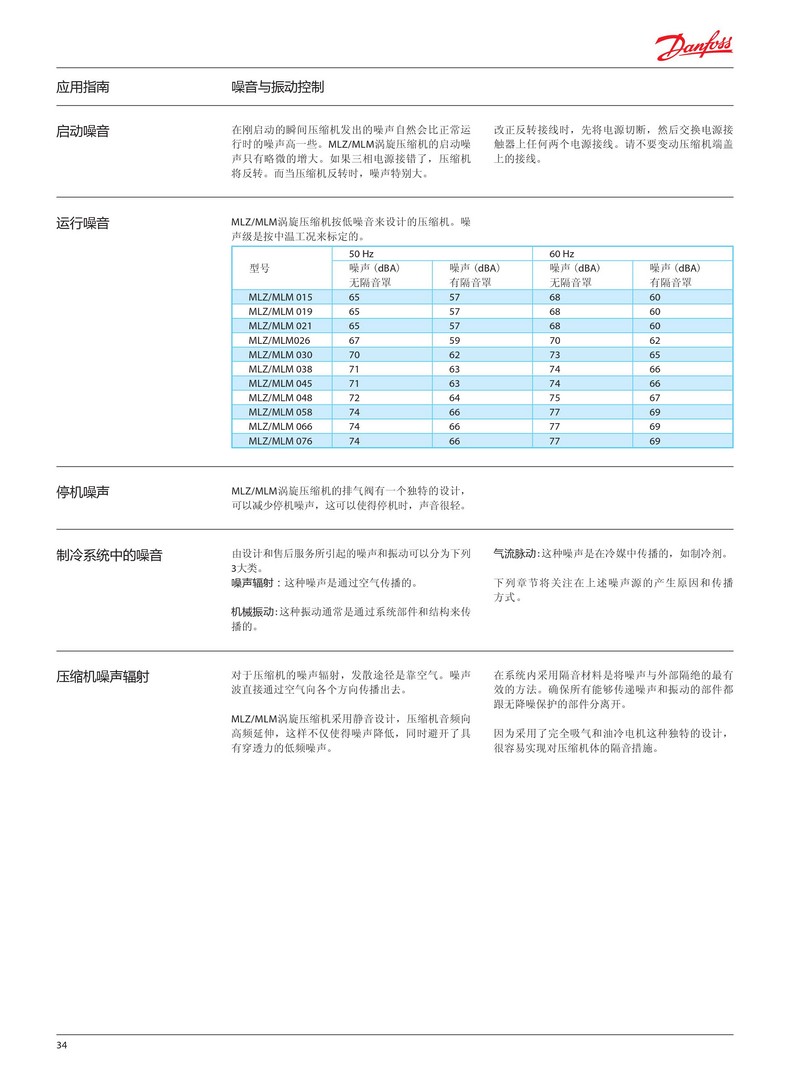 Danfoss
应用指南
噪音与振动控制
启动噪音
在刚启动的瞬间压缩机发出的噪声自然会比正常运
行时的噪声高一些。MLZ/MLM涡旋压缩机的启动噪
声只有略微的增大。如果三相电源接错了，压缩机
将反转。而当压缩机反转时，噪声特别大。
改正反转接线时，先将电源切断，然后交换电源接
触器上任何两个电源接线。请不要变动压缩机端盖
上的接线。
运行噪音
MLZ/MLM涡旋压缩机按低噪音来设计的压缩机。噪
声级是按中温工况来标定的。
50 Hz 60 Hz
型号 噪声（dBA） 噪声（dBA） 噪声（dBA） 噪声（dBA）
无隔音罩 有隔音罩 无隔音罩 有隔音罩
MLZ/MLM 015 65 57 68 60
MLZ/MLM 019 65 57 68 60
MLZ/MLM 021 65 57 68 60
MLZ/MLM026 67 59 70 62
MLZ/MLM 030 70 62 73 65
MLZ/MLM 038 71 63 74 66
MLZ/MLM 045 71 63 74 66
MLZ/MLM 048 72 64 75 67
MLZ/MLM 058 74 66 77 69
MLZ/MLM 066 74 66 77 69
MLZ/MLM 076 74 66 77 69
停机噪声
MLZ/MLM涡旋压缩机的排气阀有一个独特的设计，
可以减少停机噪声，这可以使得停机时，声音很轻。
制冷系统中的噪音
由设计和售后服务所引起的噪声和振动可以分为下列
3大类。
噪声辐射：这种噪声是通过空气传播的。
机械振动：这种振动通常是通过系统部件和结构来传
播的。
气流脉动：这种噪声是在冷媒中传播的，如制冷剂。
下列章节将关注在上述噪声源的产生原因和传播
方式。
压缩机噪声辐射
对于压缩机的噪声辐射，发散途径是靠空气。噪声
波直接通过空气向各个方向传播出去。
MLZ/MLM涡旋压缩机采用静音设计，压缩机音频向
高频延伸，这样不仅使得噪声降低，同时避开了具
有穿透力的低频噪声。
在系统内采用隔音材料是将噪声与外部隔绝的最有
效的方法。确保所有能够传递噪声和振动的部件都
跟无降噪保护的部件分离开。
因为采用了完全吸气和油冷电机这种独特的设计，
很容易实现对压缩机体的隔音措施。
34